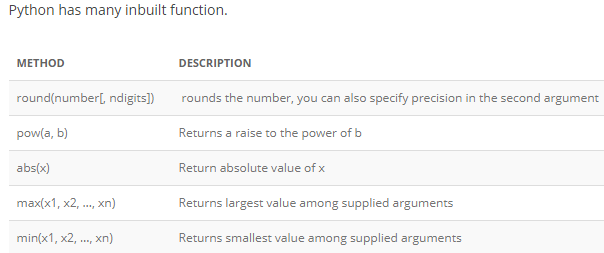 Python has many inbuilt function.
METHOD DESCRIPTION
round(number[, ndigits]) rounds the number, you can also specify precision in the second argument
pow(a, b) Returns a raise to the power of b
abs(x) Return absolute value of x
max(x1, x2, ..., xn) Returns largest value among supplied arguments
min(x1, x2, ..., xn) Returns smallest value among supplied arguments